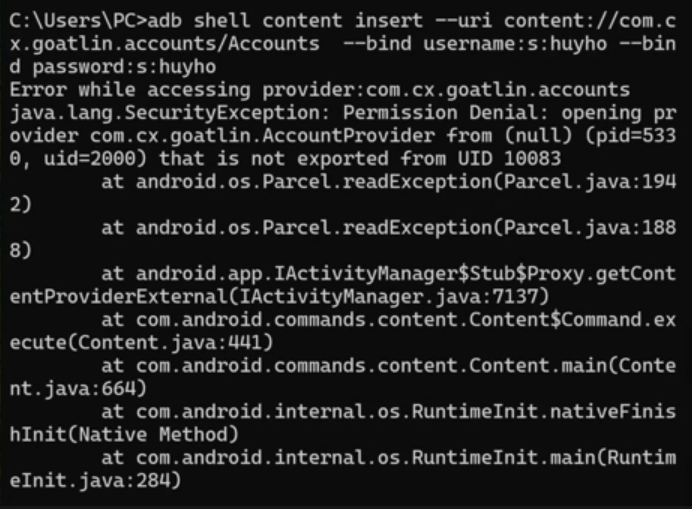 C:\Users\PC>adb shell content insert --uri content://com.c
x.goatlin.accounts/Accounts  --bind username:s:huyho --bin
d password:s:huyho
Error while accessing provider:com.cx.goatlin.accounts
java.lang.SecurityException: Permission Denial: opening pr
ovider com.cx.goatlin.AccountProvider from (null) (pid=533
0, uid=2000) that is not exported from UID 10083
        at android.os.Parcel.readException(Parcel.java:194
2)
        at android.os.Parcel.readException(Parcel.java:188
8)
        at android.app.IActivityManager$Stub$Proxy.getCont
entProviderExternal(IActivityManager.java:7137)
        at com.android.commands.content.Content$Command.ex
ecute(Content.java:441)
        at com.android.commands.content.Content.main(Conte
nt.java:664)
        at com.android.internal.os.RuntimeInit.nativeFinis
hInit(Native Method)
        at com.android.internal.os.RuntimeInit.main(Runtim
eInit.java:284)